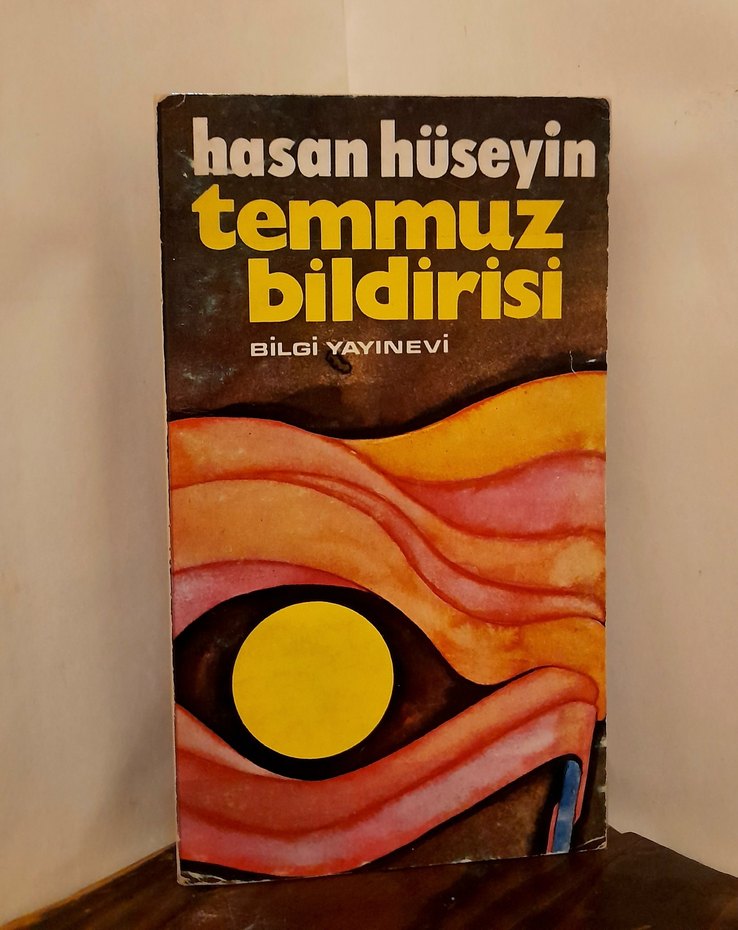 hasan hüseyin
temmuz
bildirisi
BİLGİ YAYINEVİ